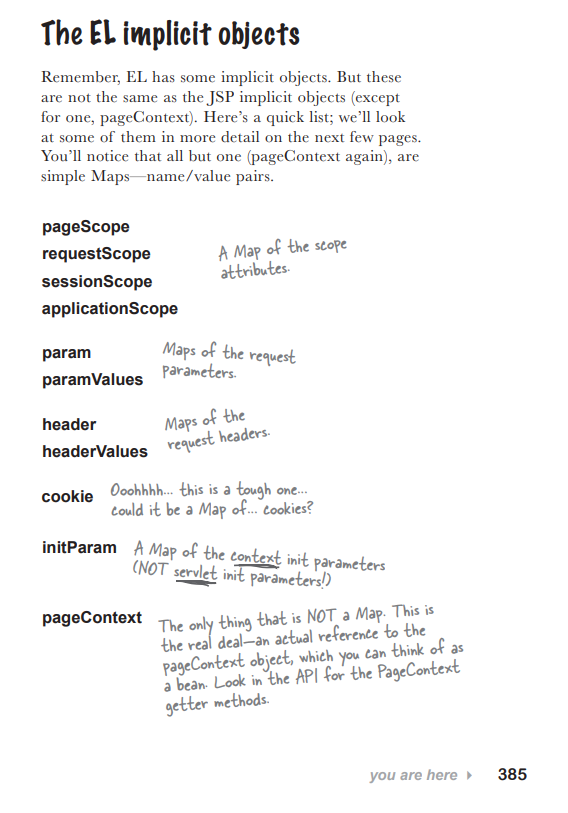 The EL implicit objects
Remember, EL has some implicit objects. But these
are not the same as the JSP implicit objects (except
for one, pageContext). Here's a quick list; we'll look
at some of them in more detail on the next few pages.
You'll notice that all but one (pageContext again), are
simple Maps—name/value pairs.
pageScope
requestScope
sessionScope
applicationScope
A Map of the scope
attributes.
param
paramValues
Maps of the request
parameters.
header
headerValues
Maps of the
request headers.
cookie
Ooohhhh... this is a tough one...
could it be a Map of... cookies?
initParam
A Map of the context init parameters
(NOT servlet init parameters!)
pageContext
The only thing that is NOT a Map. This is
the real deal—an actual reference to the
pageContext object, which you can think of as
a bean. Look in the API for the PageContext
getter methods.
you are here ▸ 385